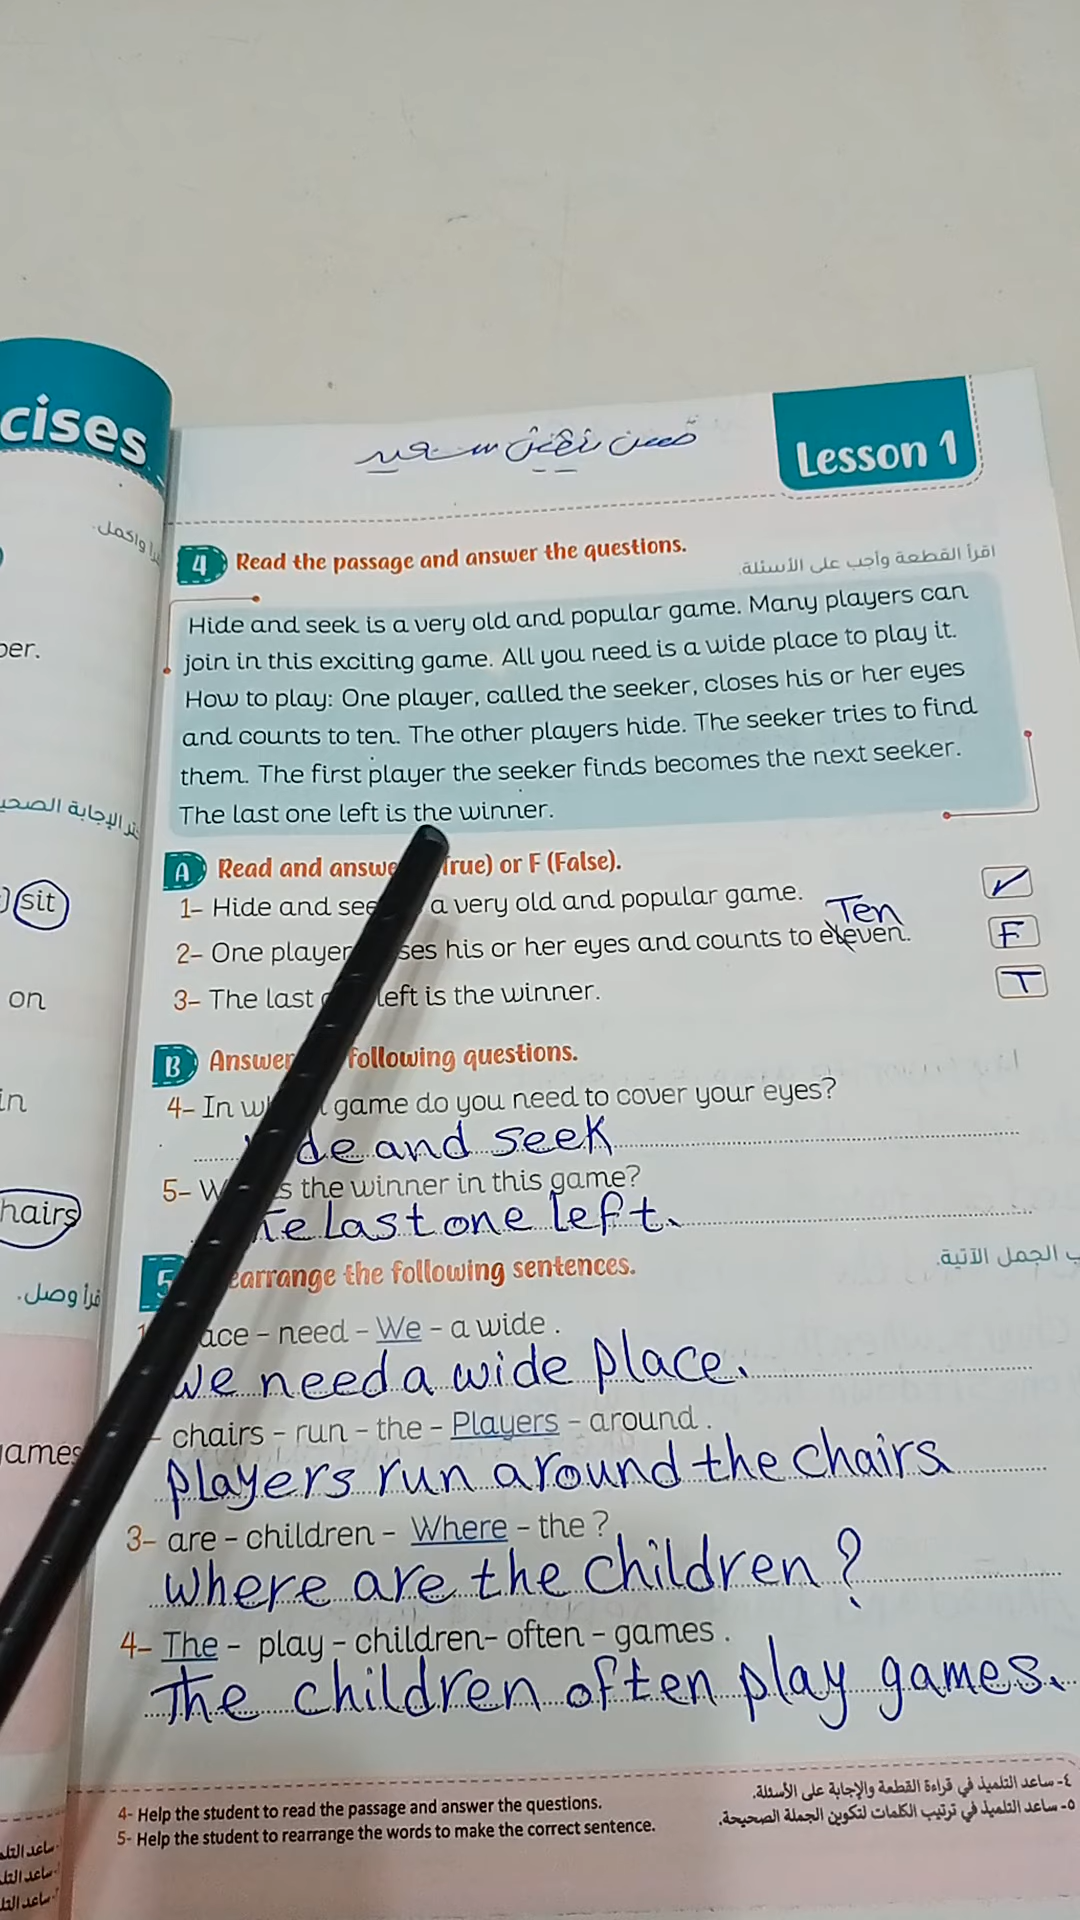 cises
Lesson 1
4 Read the passage and answer the questions.
اقرأ القطعة وأجب على الأسئلة.
Hide and seek is a very old and popular game. Many players can
join in this exciting game. All you need is a wide place to play it.
How to play: One player, called the seeker, closes his or her eyes
and counts to ten. The other players hide. The seeker tries to find
them. The first player the seeker finds becomes the next seeker.
The last one left is the winner.
A Read and answe rue) or F (False).
1- Hide and see a very old and popular game. ✓
Ten
2- One player ses his or her eyes and counts to eleven. F
3- The last left is the winner. T
B Answer following questions.
4- In w game do you need to cover your eyes?
de and seek
5- W s the winner in this game?
e last one left.
5 earrange the following sentences.
ب الجمل الآتية.
ace - need - We - a wide .
we need a wide place.
chairs - run - the - Players - around .
players run around the chairs.
3- are - children - Where - the ?
where are the children ?
4- The - play - children- often - games .
The children often play games.
٤- ساعد التلميذ في قراءة القطعة والإجابة على الأسئلة.
4- Help the student to read the passage and answer the questions.
٥- ساعد التلميذ في ترتيب الكلمات لتكوين الجملة الصحيحة.
5- Help the student to rearrange the words to make the correct sentence.
أ واكمل.
ber.
تر الإجابة الصحي
sit
on
in
hairs
قرأ وصل.
games